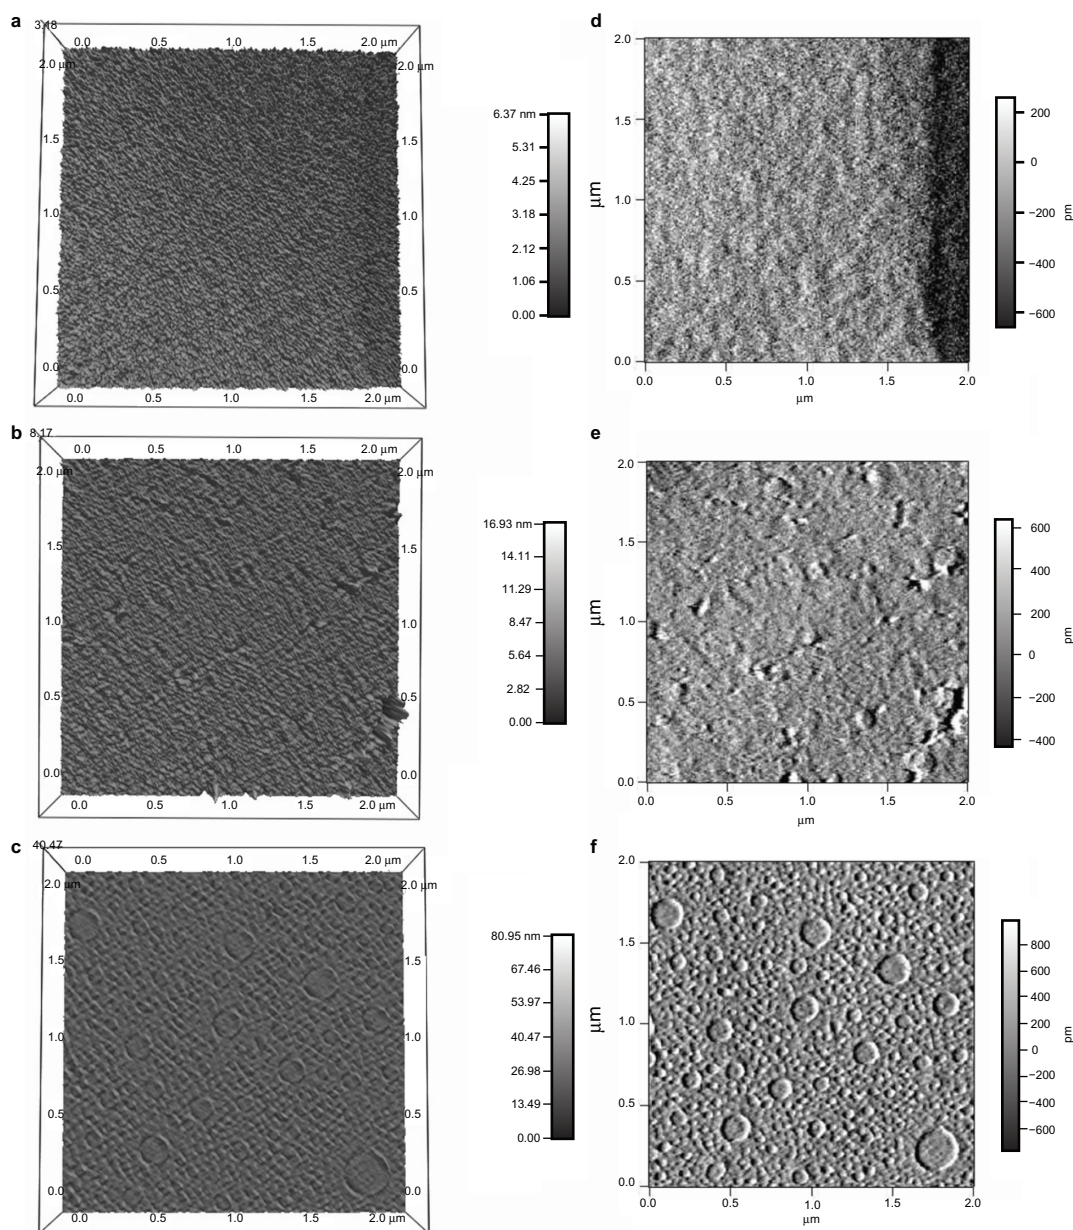 a
3.18
0.0 0.5 1.0 1.5 2.0 µm
2.0 µm 2.0 µm
1.5 1.5
1.0 1.0
0.5 0.5
0.0 0.0
0.0 0.5 1.0 1.5 2.0 µm
6.37 nm
5.31
4.25
3.18
2.12
1.06
0.00
d
2.0
1.5
1.0
0.5
0.0
µm
0.0 0.5 1.0 1.5 2.0
µm
200
0
−200
−400
−600
pm
b
8.17
0.0 0.5 1.0 1.5 2.0 µm
2.0 µm 2.0 µm
1.5 1.5
1.0 1.0
0.5 0.5
0.0 0.0
0.0 0.5 1.0 1.5 2.0 µm
16.93 nm
14.11
11.29
8.47
5.64
2.82
0.00
e
2.0
1.5
1.0
0.5
0.0
µm
0.0 0.5 1.0 1.5 2.0
µm
600
400
200
0
−200
−400
pm
c
40.47
0.0 0.5 1.0 1.5 2.0 µm
2.0 µm 2.0 µm
1.5 1.5
1.0 1.0
0.5 0.5
0.0 0.0
0.0 0.5 1.0 1.5 2.0 µm
80.95 nm
67.46
53.97
40.47
26.98
13.49
0.00
f
2.0
1.5
1.0
0.5
0.0
µm
0.0 0.5 1.0 1.5 2.0
µm
800
600
400
200
0
−200
−400
−600
pm